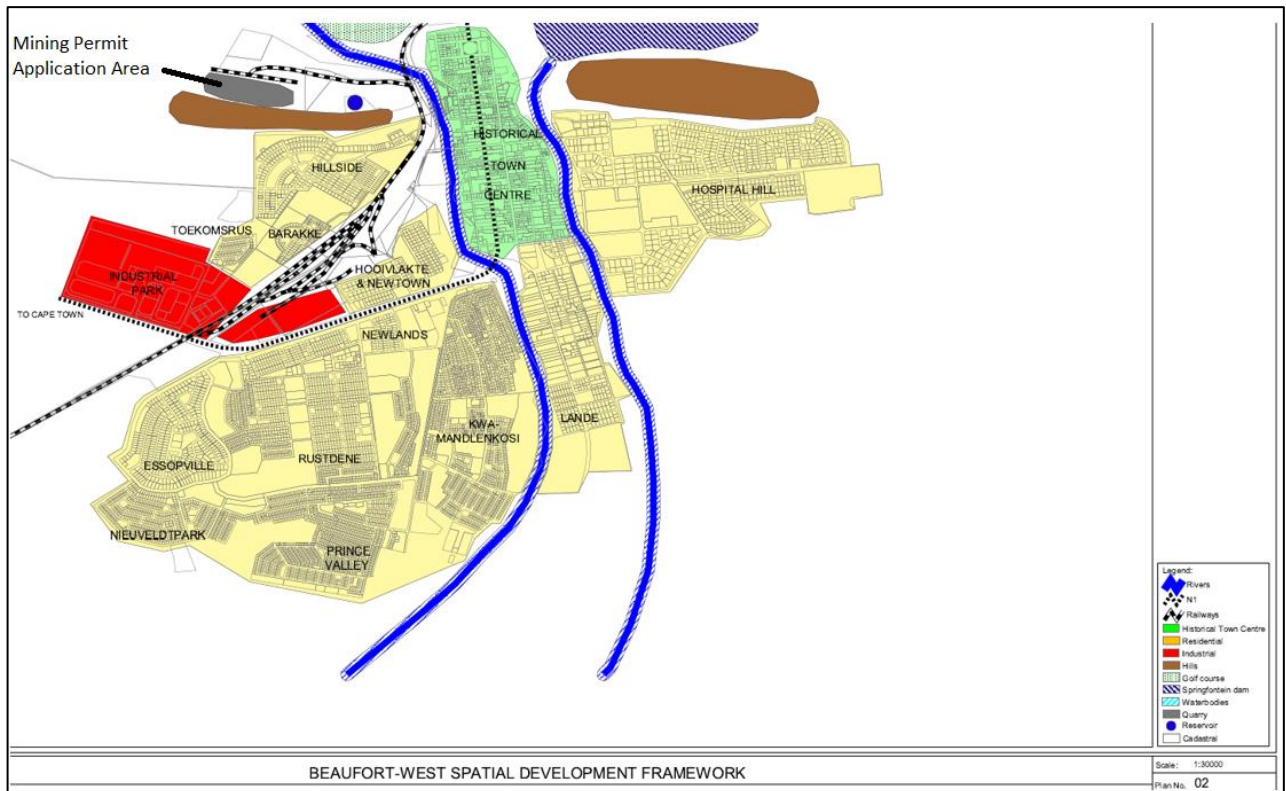 Mining Permit
Application Area
HISTORICAL
TOWN
CENTRE
HILLSIDE
HOSPITAL HILL
TOEKOMSRUS
BARAKKE
INDUSTRIAL
PARK
HOOIVLAKTE
& NEWTOWN
TO CAPE TOWN
NEWLANDS
LANDE
KWA-
MANDLENKOSI
RUSTDENE
ESSOPVILLE
NIEUVELDTPARK
PRINCE
VALLEY
Legend:
Rivers
N1
Railways
Historical Town Centre
Residential
Industrial
Hills
Golf course
Springfontein dam
Waterbodies
Quarry
Reservoir
Cadastral
BEAUFORT-WEST SPATIAL DEVELOPMENT FRAMEWORK
Scale: 1:30000
Plan No. 02